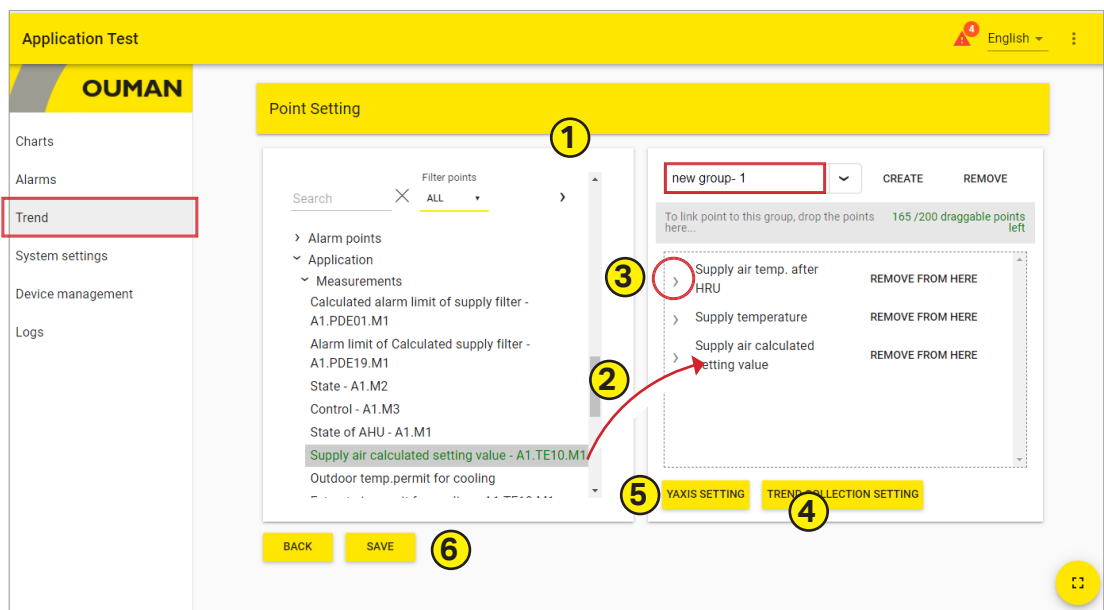 Application Test
4
English
OUMAN
Charts
Alarms
Trend
System settings
Device management
Logs
Point Setting
1
Search
Filter points
ALL
Alarm points
Application
Measurements
Calculated alarm limit of supply filter -
A1.PDE01.M1
Alarm limit of Calculated supply filter -
A1.PDE19.M1
State - A1.M2
Control - A1.M3
State of AHU - A1.M1
Supply air calculated setting value - A1.TE10.M1
Outdoor temp.permit for cooling
2
new group- 1
CREATE
REMOVE
To link point to this group, drop the points
here...
165 /200 draggable points
left
3
Supply air temp. after
HRU
REMOVE FROM HERE
Supply temperature
REMOVE FROM HERE
Supply air calculated
setting value
REMOVE FROM HERE
5
YAXIS SETTING
TREND COLLECTION SETTING
4
BACK
SAVE
6